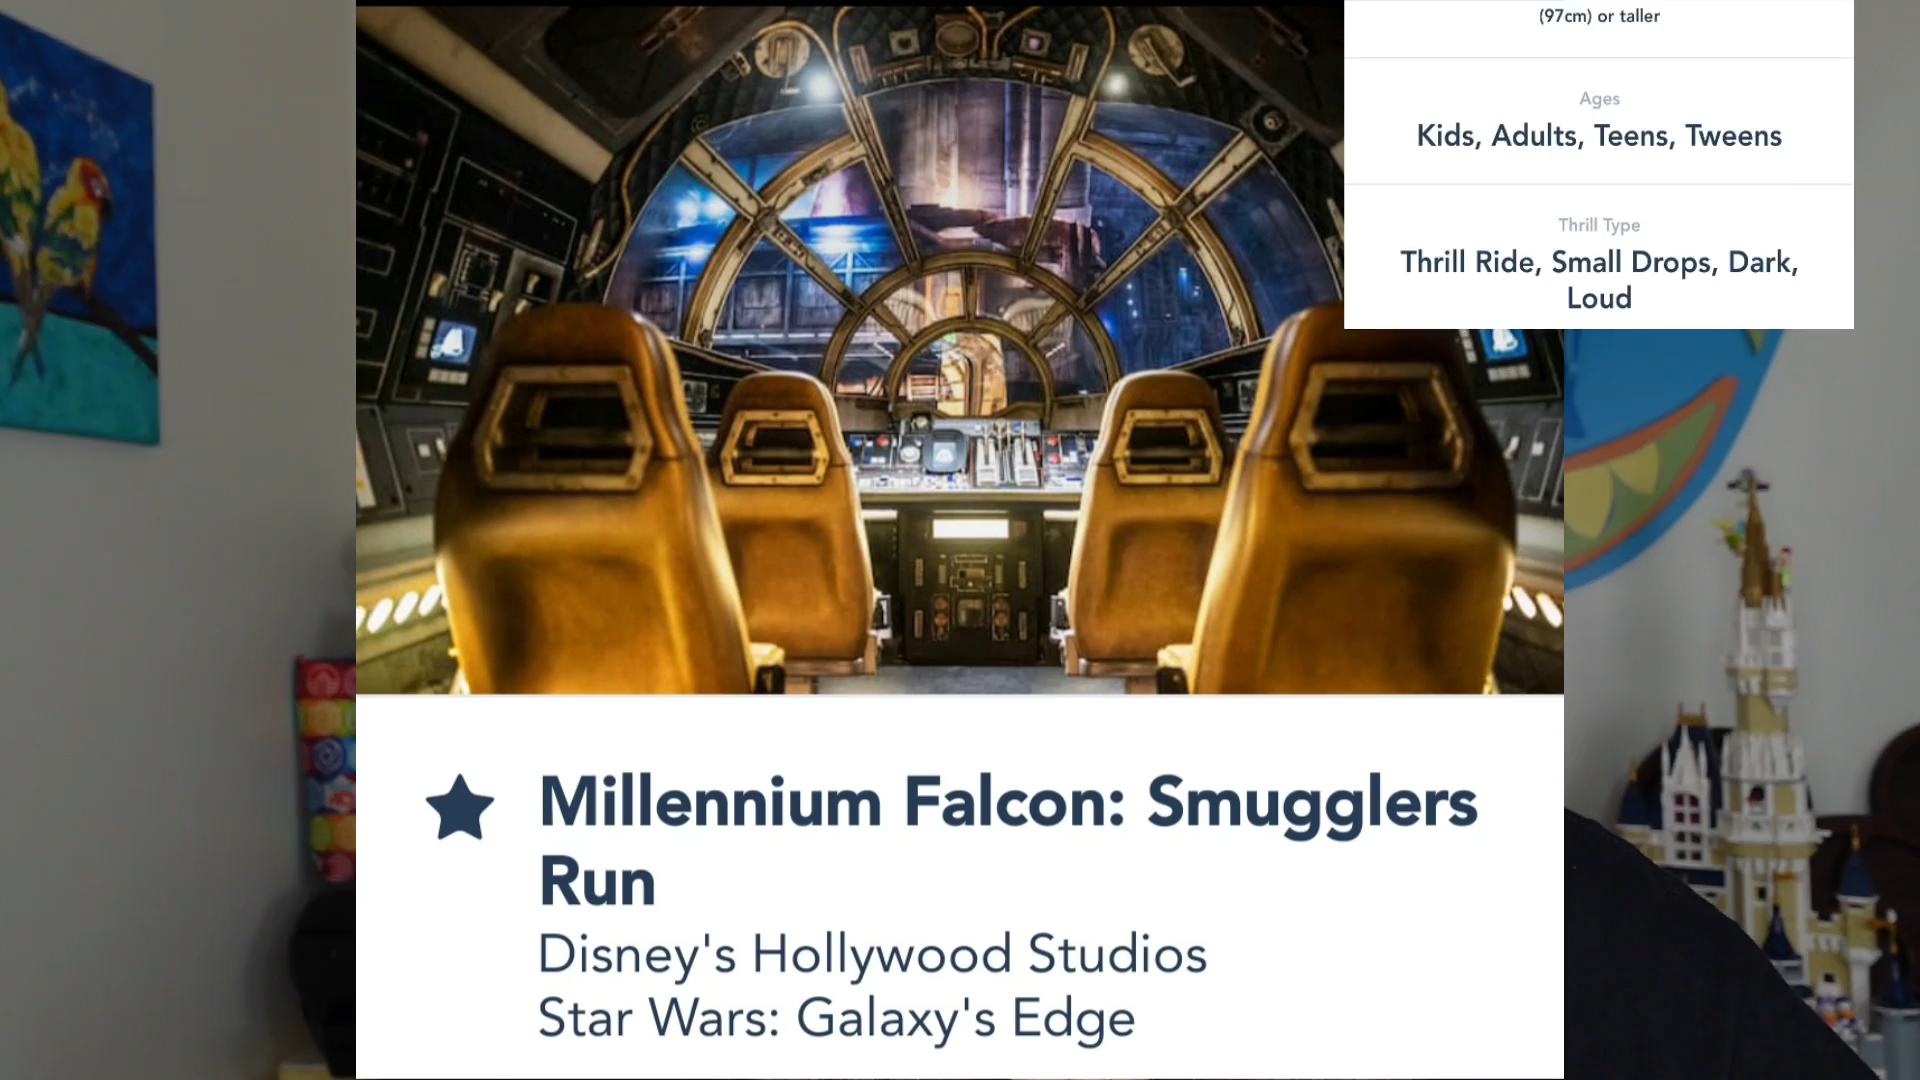 (97cm) or taller
Ages
Kids, Adults, Teens, Tweens
Thrill Type
Thrill Ride, Small Drops, Dark,
Loud
Millennium Falcon: Smugglers
Run
Disney's Hollywood Studios
Star Wars: Galaxy's Edge